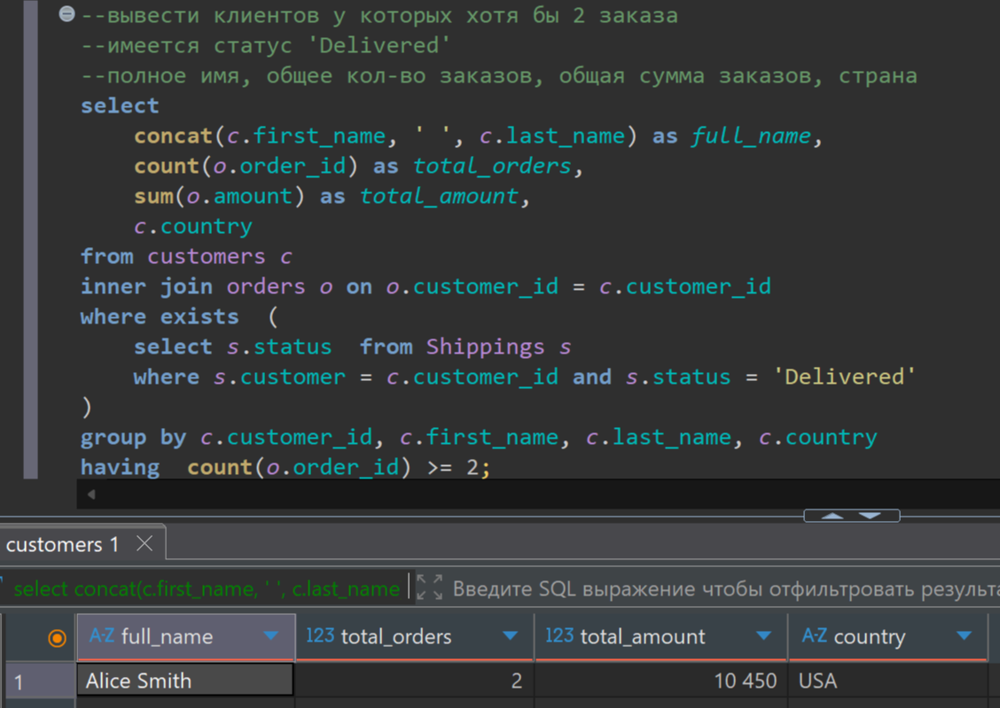 --вывести клиентов у которых хотя бы 2 заказа
--имеется статус 'Delivered'
--полное имя, общее кол-во заказов, общая сумма заказов, страна
select
concat(c.first_name, ' ', c.last_name) as full_name,
count(o.order_id) as total_orders,
sum(o.amount) as total_amount,
c.country
from customers c
inner join orders o on o.customer_id = c.customer_id
where exists  (
select s.status  from Shippings s
where s.customer = c.customer_id and s.status = 'Delivered'
)
group by c.customer_id, c.first_name, c.last_name, c.country
having  count(o.order_id) >= 2;
customers 1
select concat(c.first_name, ' ', c.last_name Введите SQL выражение чтобы отфильтровать результа
A-Z full_name 123 total_orders 123 total_amount A-Z country
1 Alice Smith 2 10 450 USA